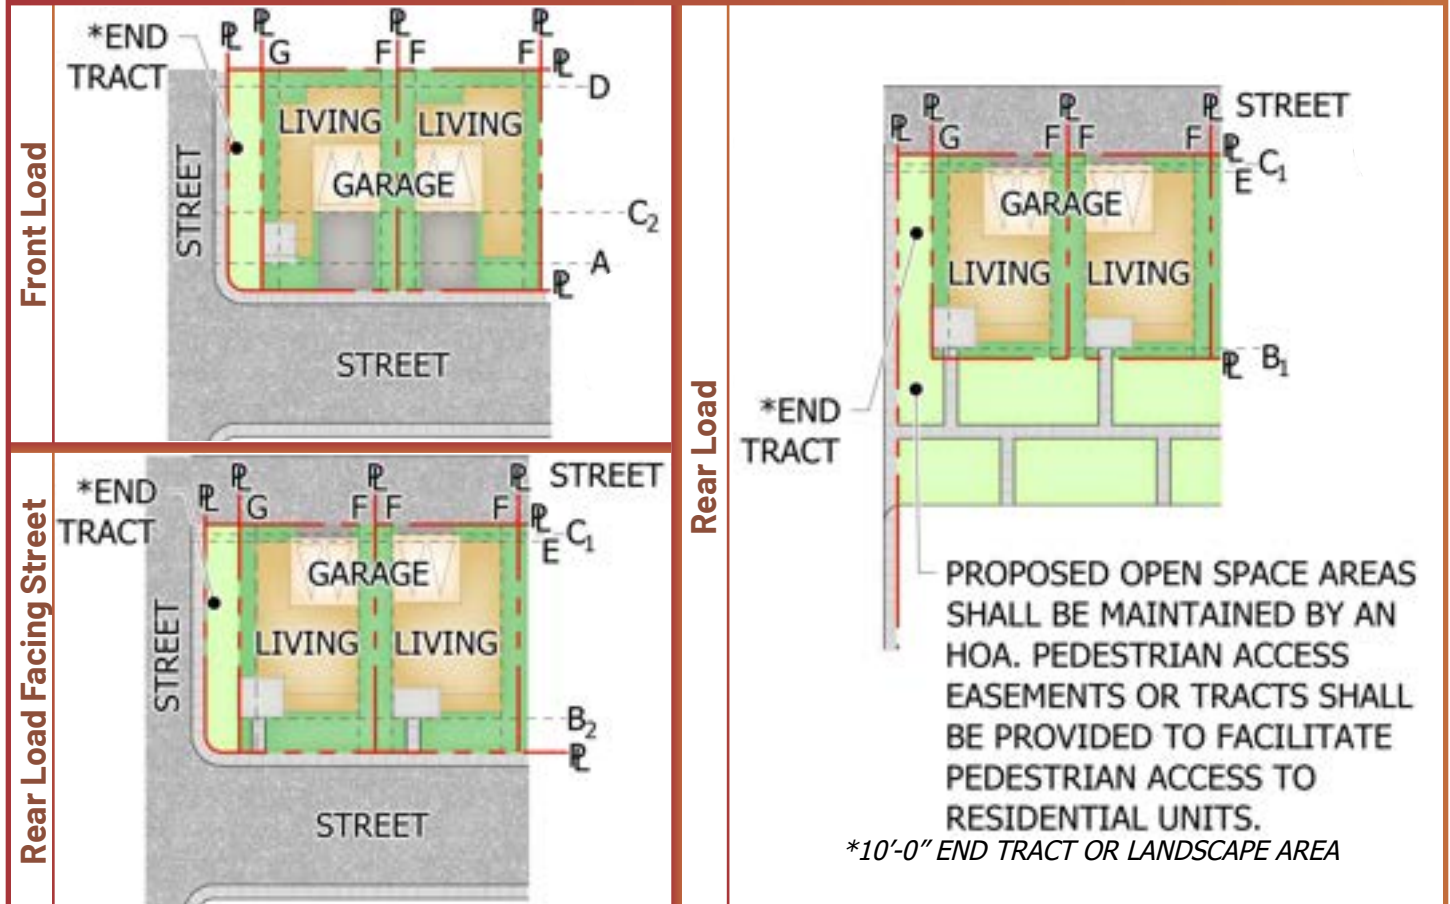 Front Load
*END
TRACT
PL
PL
PL
PL
G
F
F
F
PL
D
LIVING
LIVING
GARAGE
STREET
C2
A
PL
STREET
Rear Load Facing Street
*END
TRACT
PL
PL
PL
PL
STREET
G
F
F
F
PL
C1
E
GARAGE
LIVING
LIVING
STREET
B2
PL
STREET
Rear Load
PL
PL
PL
PL
STREET
G
F
F
F
PL
C1
E
GARAGE
LIVING
LIVING
B1
PL
*END
TRACT
PROPOSED OPEN SPACE AREAS
SHALL BE MAINTAINED BY AN
HOA. PEDESTRIAN ACCESS
EASEMENTS OR TRACTS SHALL
BE PROVIDED TO FACILITATE
PEDESTRIAN ACCESS TO
RESIDENTIAL UNITS.
*10'-0" END TRACT OR LANDSCAPE AREA